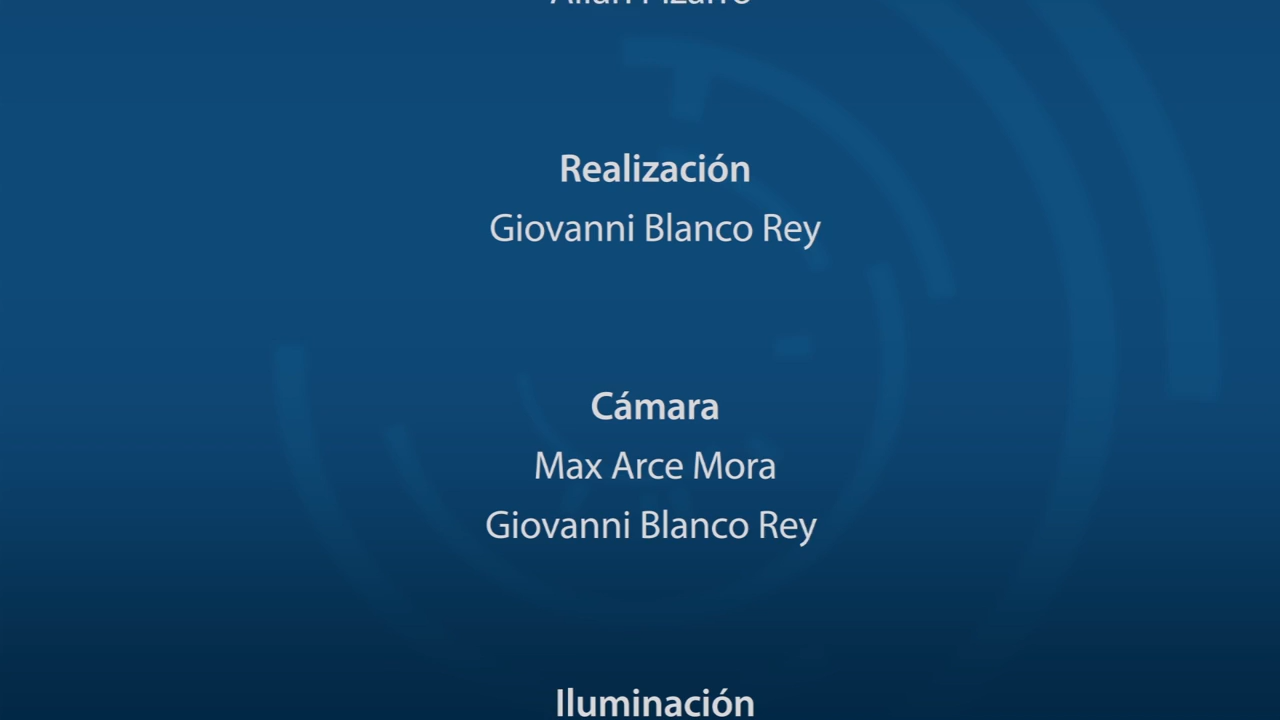 Realización
Giovanni Blanco Rey
Cámara
Max Arce Mora
Giovanni Blanco Rey
Iluminación